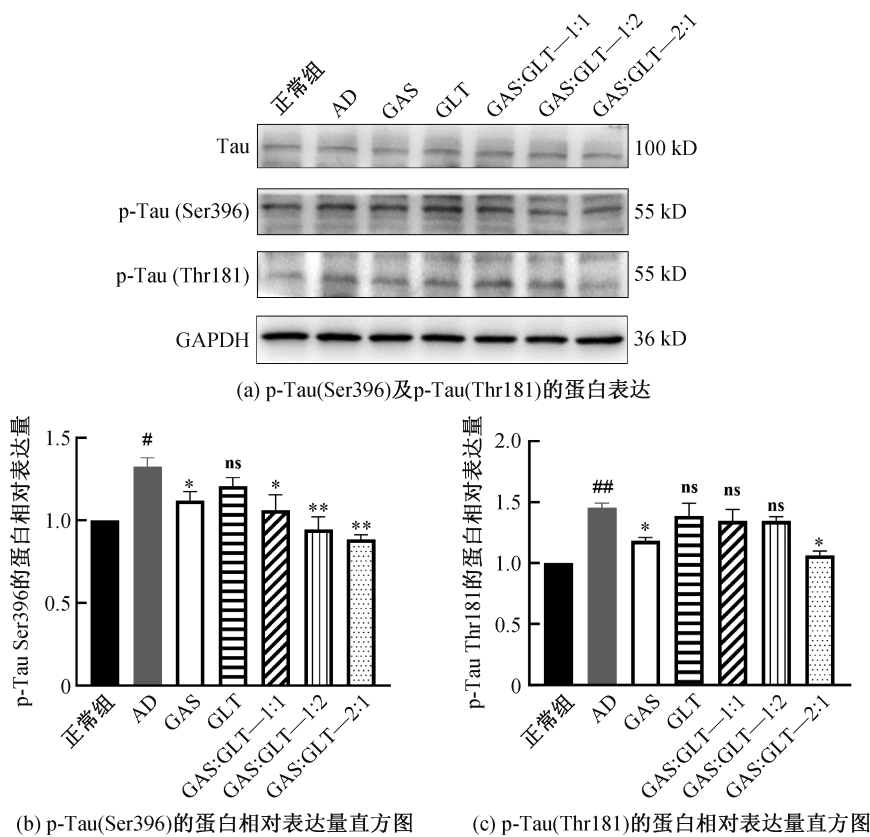 正常组
AD
GAS
GLT
GAS:GLT—1:1
GAS:GLT—1:2
GAS:GLT—2:1
Tau
100 kD
p-Tau (Ser396)
55 kD
p-Tau (Thr181)
55 kD
GAPDH
36 kD
(a) p-Tau(Ser396)及p-Tau(Thr181)的蛋白表达
p-Tau Ser396的蛋白相对表达量
1.5
1.0
0.5
0
#
*
ns
*
**
**
正常组
AD
GAS
GLT
GAS:GLT—1:1
GAS:GLT—1:2
GAS:GLT—2:1
(b) p-Tau(Ser396)的蛋白相对表达量直方图
p-Tau Thr181的蛋白相对表达量
2.0
1.5
1.0
0.5
0
##
*
ns
ns
ns
*
正常组
AD
GAS
GLT
GAS:GLT—1:1
GAS:GLT—1:2
GAS:GLT—2:1
(c) p-Tau(Thr181)的蛋白相对表达量直方图